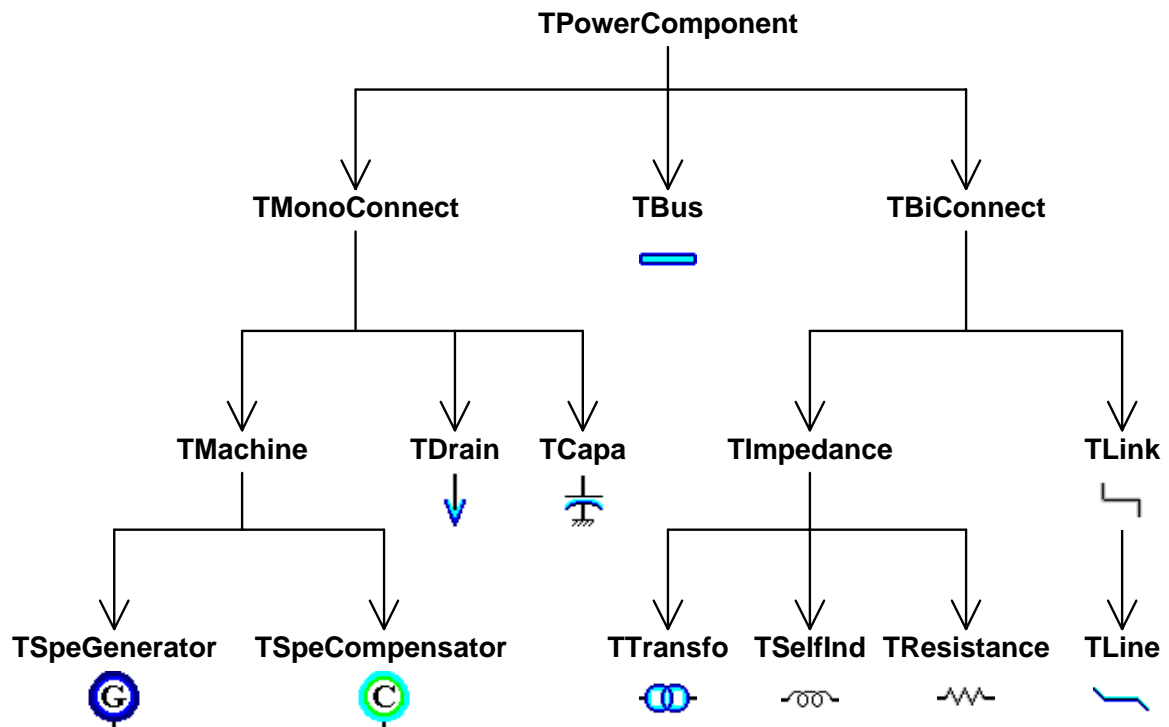 TPowerComponent
TMonoConnect TBus TBiConnect
TMachine TDrain TCapa TImpedance TLink
TSpeGenerator TSpeCompensator TTransfo TSelfInd TResistance TLine
G C